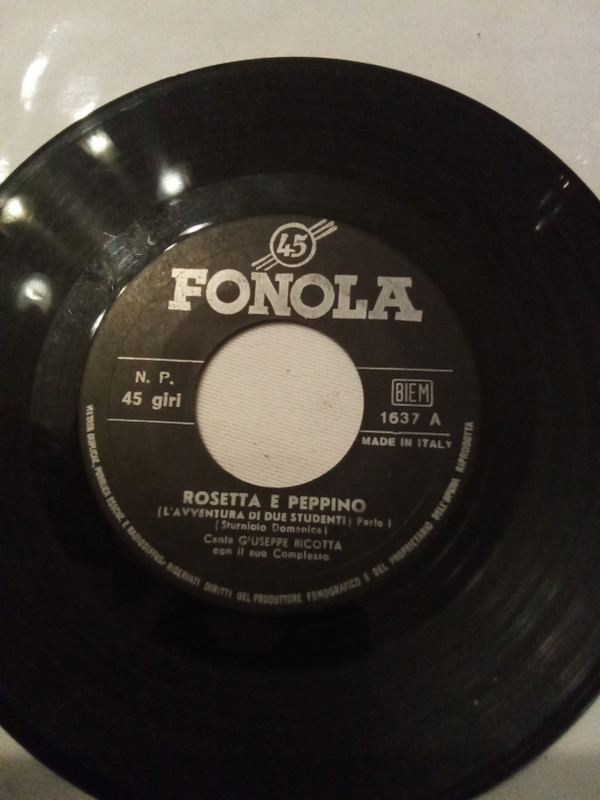 45
FONOLA
N. P.
45 giri
BIEM
1637 A
MADE IN ITALY
ROSETTA E PEPPINO
(L'AVVENTURA DI DUE STUDENTI) Parte I
(Sturniolo Domenica)
Canta GIUSEPPE RICOTTA
con il suo Complesso
RISERVATI DIRITTI DEL PRODUTTORE FONOGRAFICO E DEL PROPRIETARIO DELL'OPERA RIPRODOTTA